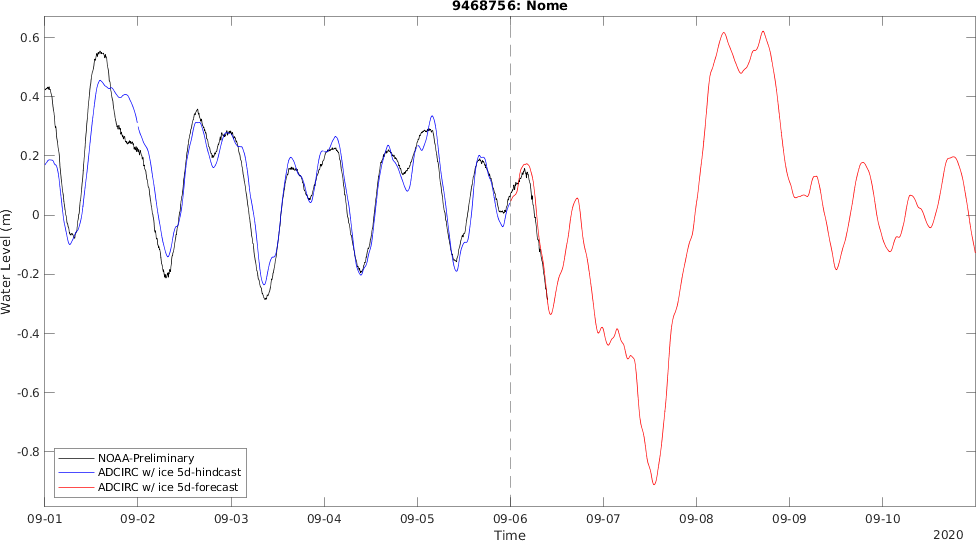 9468756: Nome
Water Level (m)
0.6
0.4
0.2
0
-0.2
-0.4
-0.6
-0.8
NOAA-Preliminary
ADCIRC w/ ice 5d-hindcast
ADCIRC w/ ice 5d-forecast
09-01 09-02 09-03 09-04 09-05 09-06 09-07 09-08 09-09 09-10
Time
2020